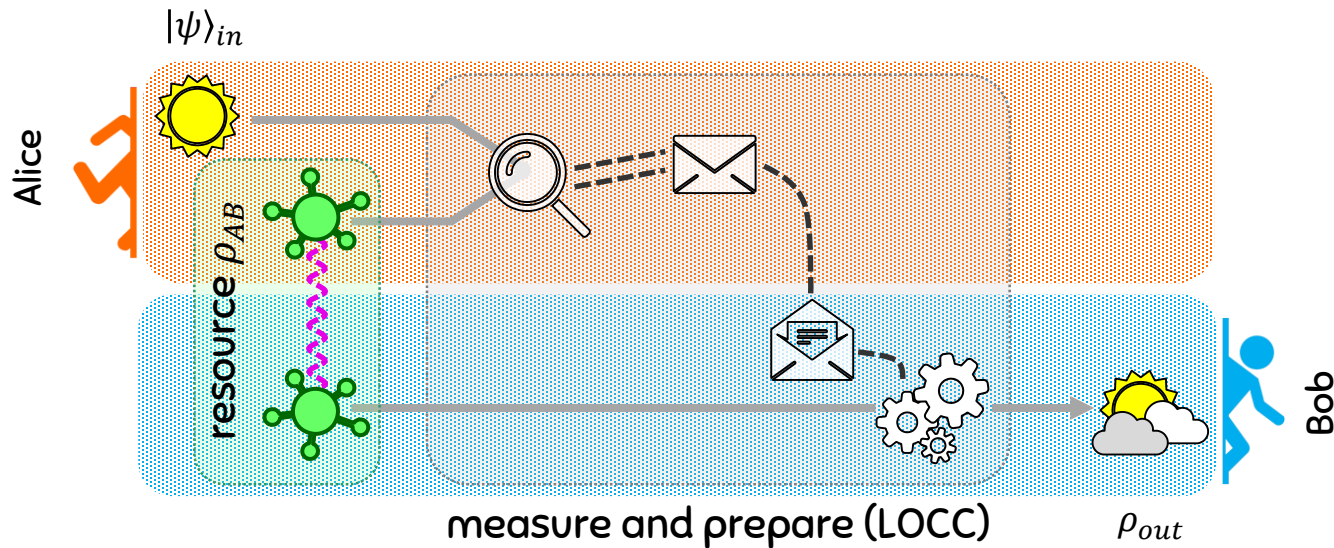 |ψ⟩in
Alice
resource ρAB
Bob
measure and prepare (LOCC)
ρout